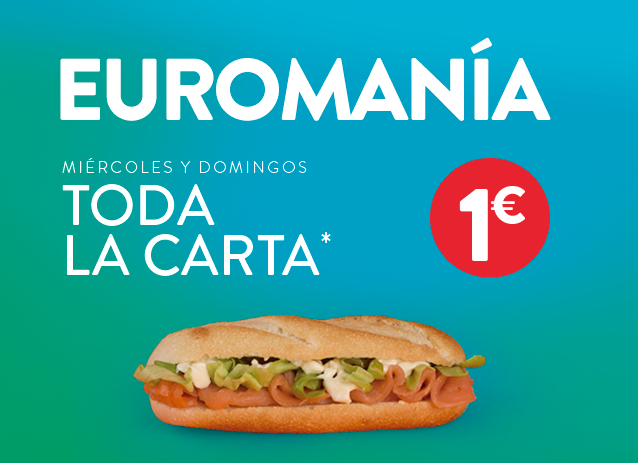 EUROMANÍA
MIÉRCOLES Y DOMINGOS
TODA
LA CARTA*
1€